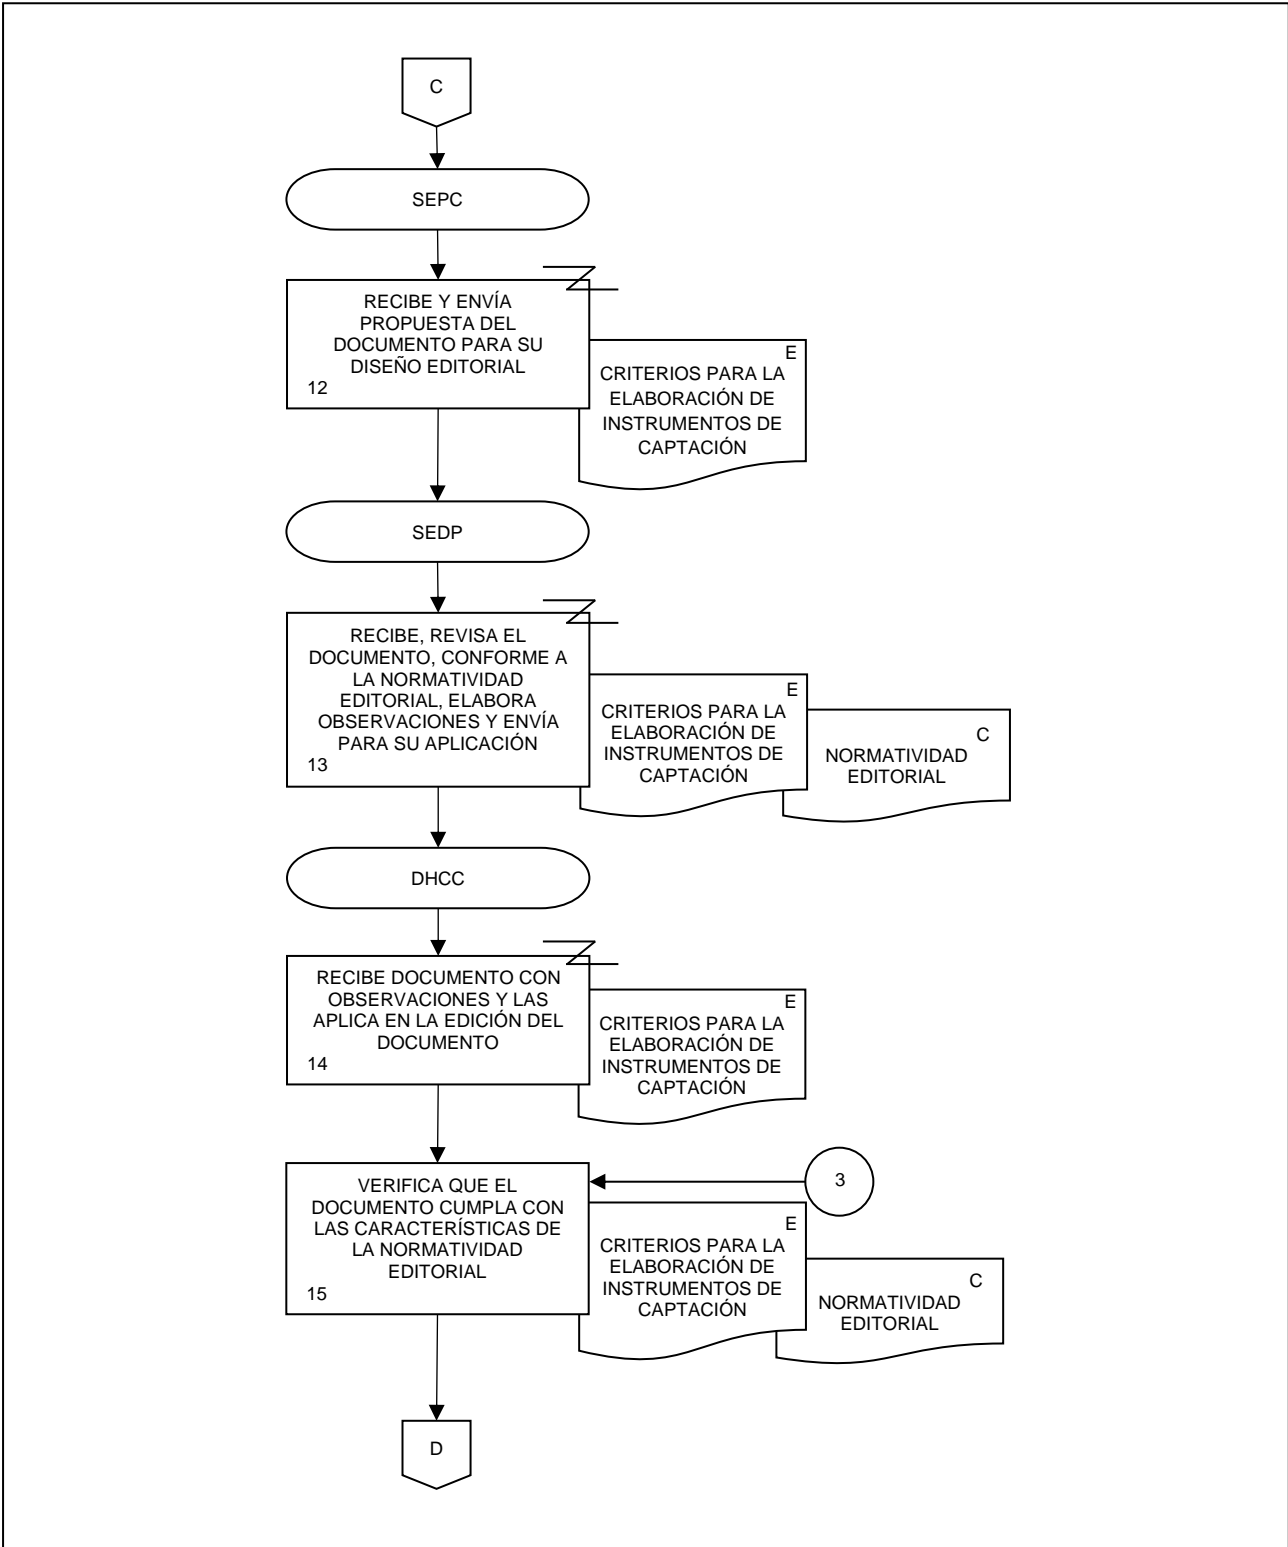 C
SEPC
RECIBE Y ENVÍA
PROPUESTA DEL
DOCUMENTO PARA SU
DISEÑO EDITORIAL
12
E
CRITERIOS PARA LA
ELABORACIÓN DE
INSTRUMENTOS DE
CAPTACIÓN
SEDP
RECIBE, REVISA EL
DOCUMENTO, CONFORME A
LA NORMATIVIDAD
EDITORIAL, ELABORA
OBSERVACIONES Y ENVÍA
PARA SU APLICACIÓN
13
E
CRITERIOS PARA LA
ELABORACIÓN DE
INSTRUMENTOS DE
CAPTACIÓN
C
NORMATIVIDAD
EDITORIAL
DHCC
RECIBE DOCUMENTO CON
OBSERVACIONES Y LAS
APLICA EN LA EDICIÓN DEL
DOCUMENTO
14
E
CRITERIOS PARA LA
ELABORACIÓN DE
INSTRUMENTOS DE
CAPTACIÓN
VERIFICA QUE EL
DOCUMENTO CUMPLA CON
LAS CARACTERÍSTICAS DE
LA NORMATIVIDAD
EDITORIAL
15
3
E
CRITERIOS PARA LA
ELABORACIÓN DE
INSTRUMENTOS DE
CAPTACIÓN
C
NORMATIVIDAD
EDITORIAL
D